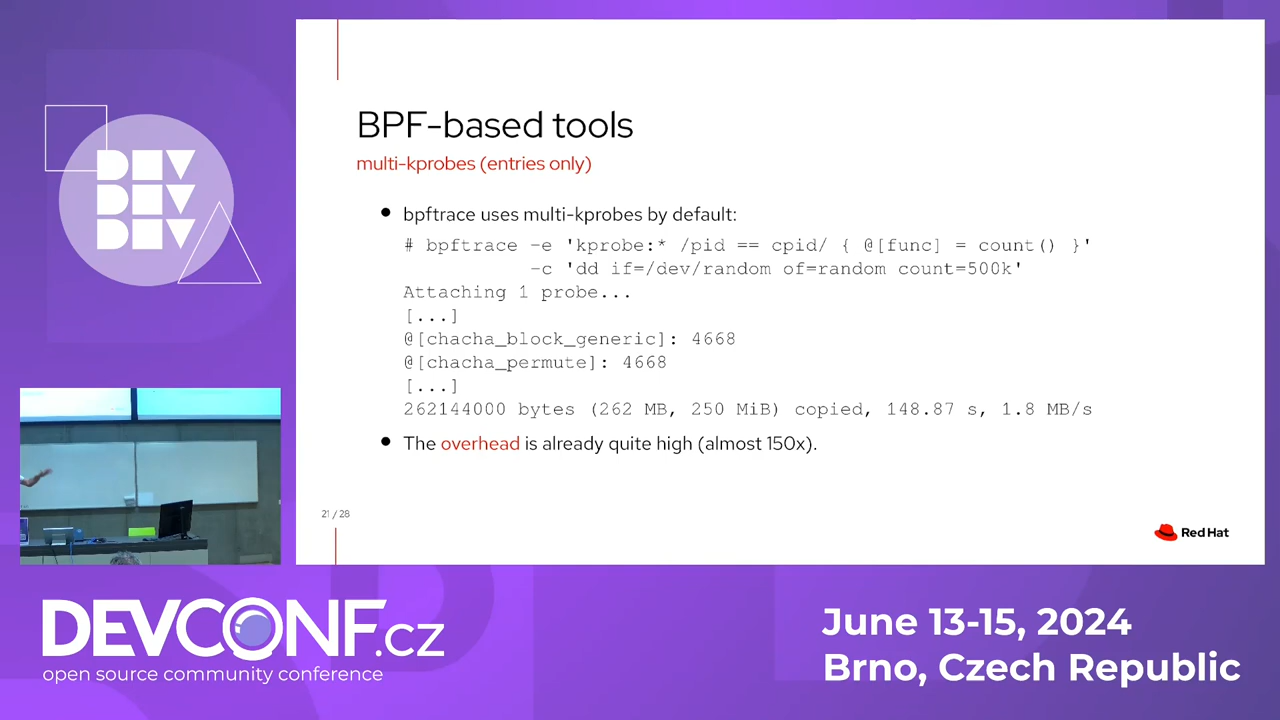 DEV
DEV
DEV
BPF-based tools
multi-kprobes (entries only)
● bpftrace uses multi-kprobes by default:
# bpftrace -e 'kprobe:* /pid == cpid/ { @[func] = count() }'
-c 'dd if=/dev/random of=random count=500k'
Attaching 1 probe...
[...]
@[chacha_block_generic]: 4668
@[chacha_permute]: 4668
[...]
262144000 bytes (262 MB, 250 MiB) copied, 148.87 s, 1.8 MB/s
● The overhead is already quite high (almost 150x).
21 / 28
Red Hat
DEVCONF.cz
open source community conference
June 13-15, 2024
Brno, Czech Republic